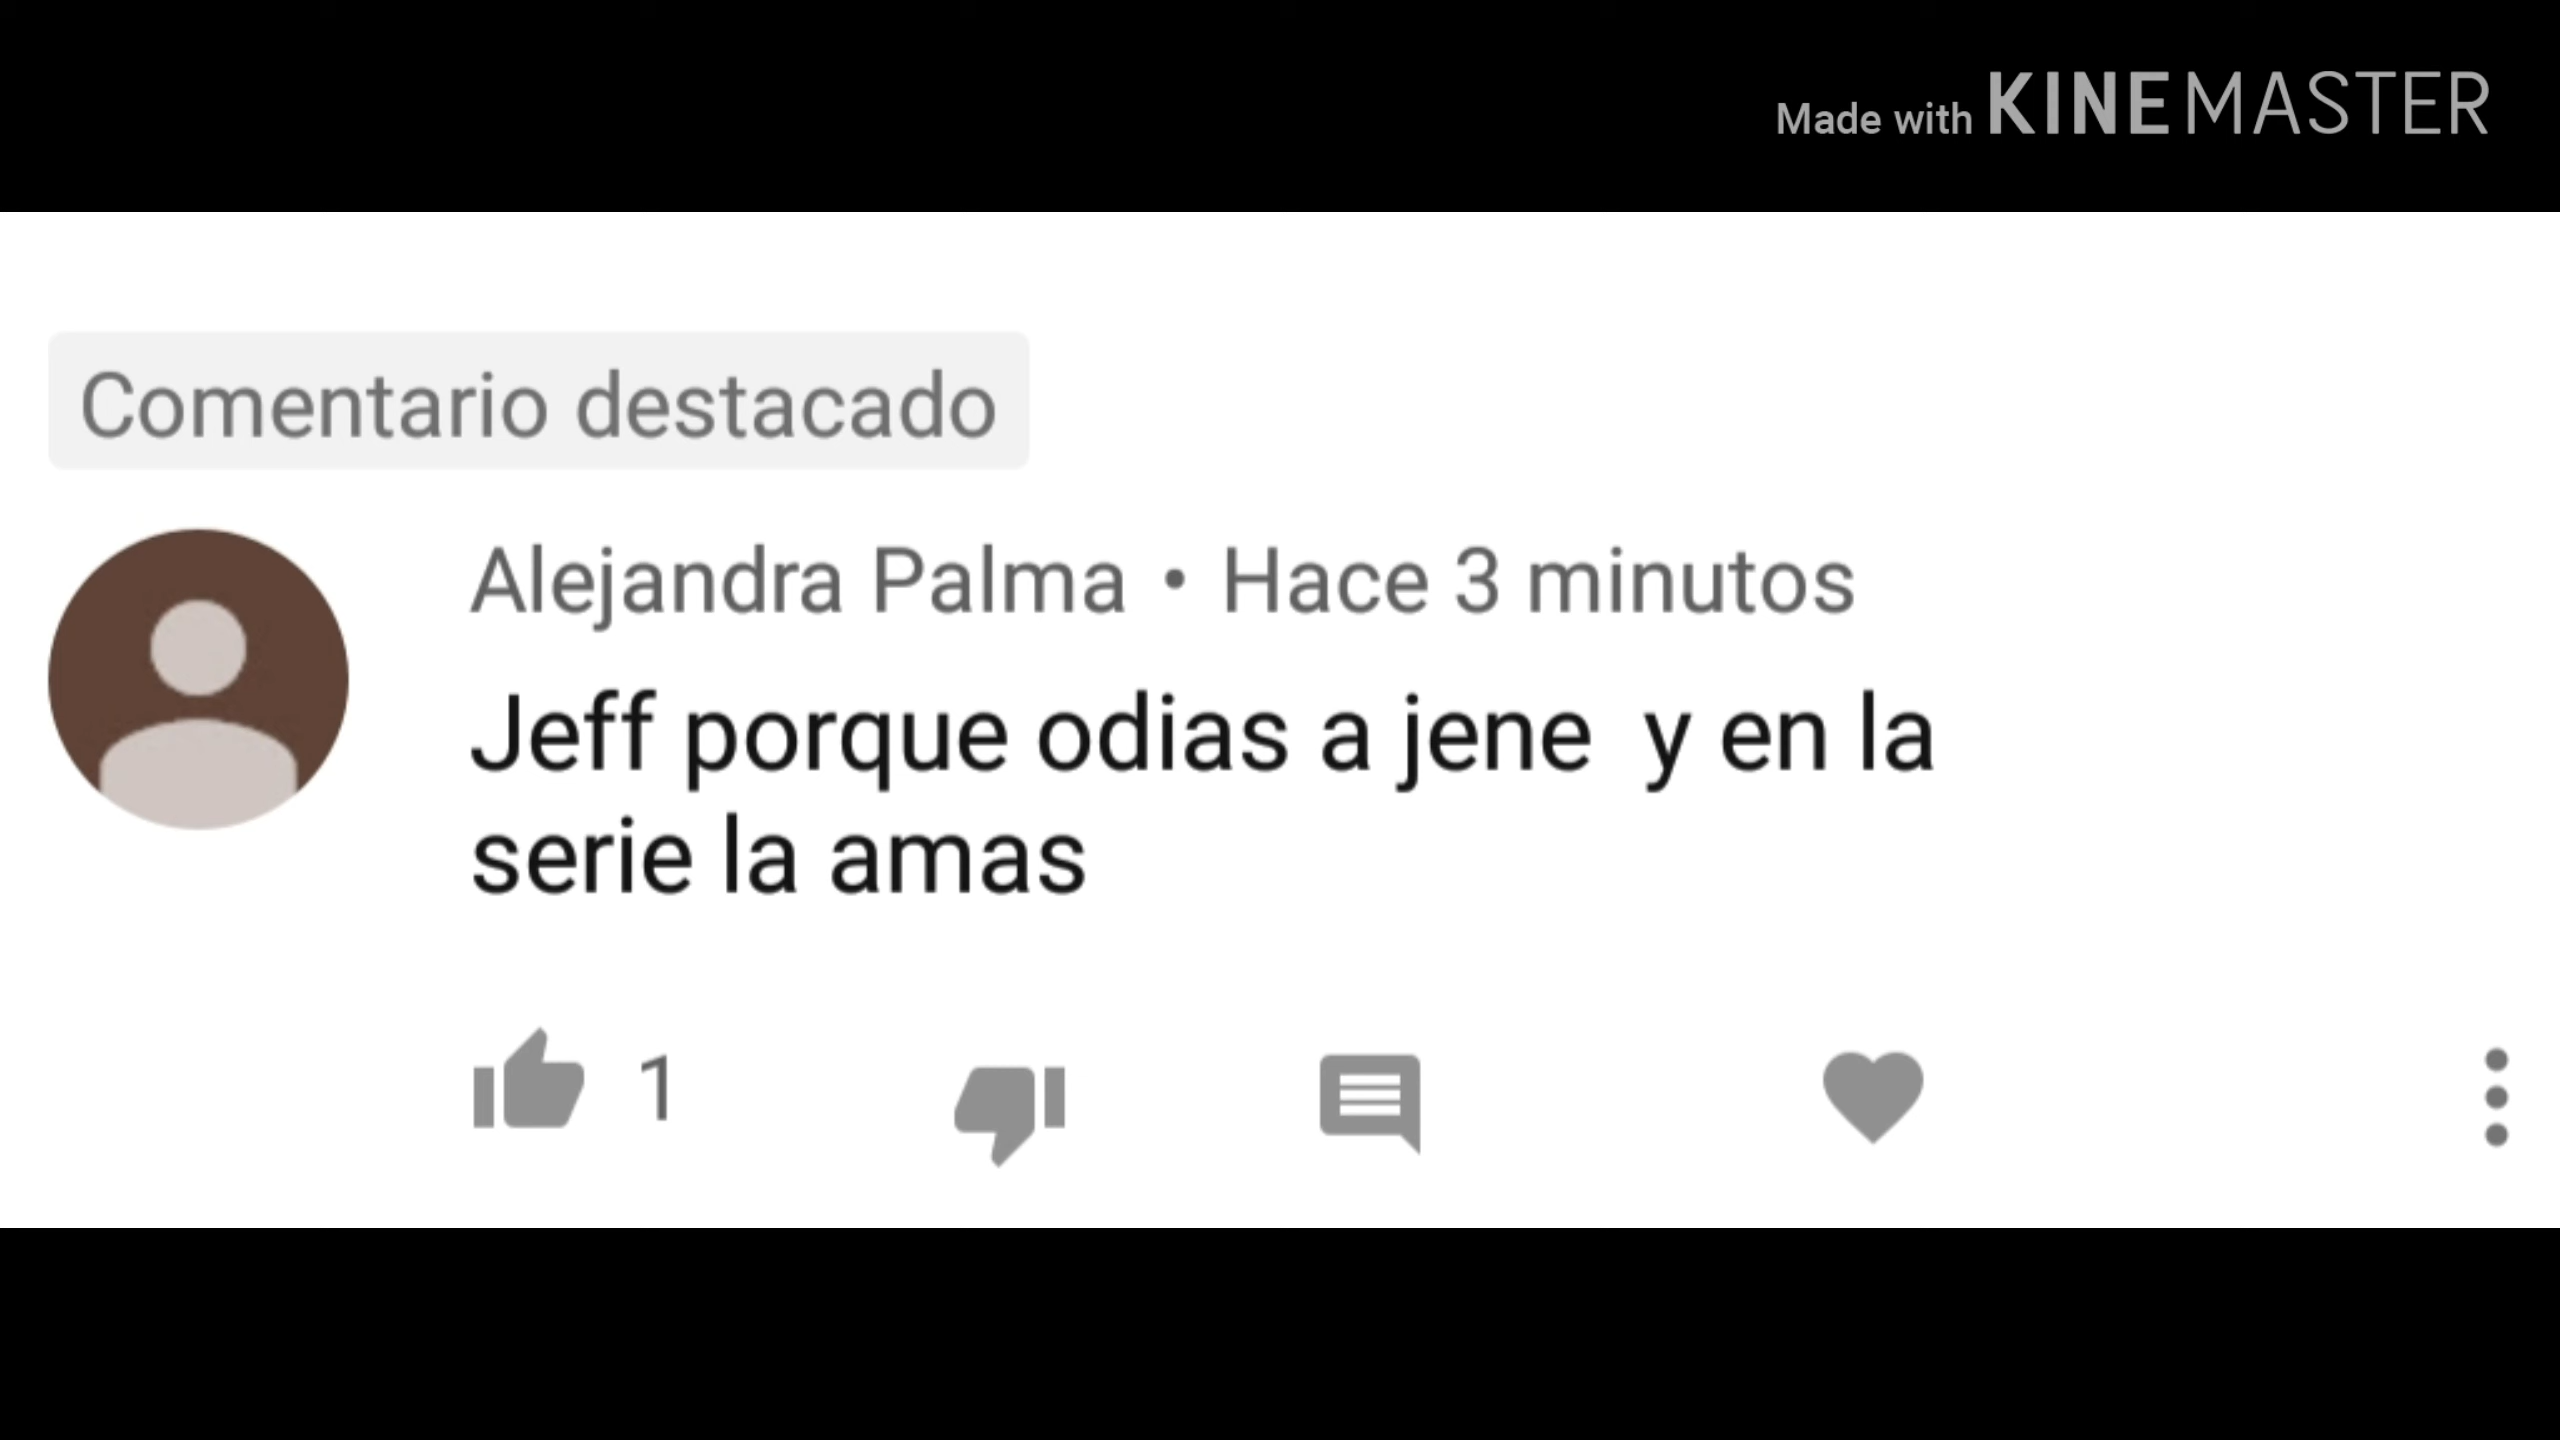 Made with KINEMASTER
Comentario destacado
Alejandra Palma • Hace 3 minutos
Jeff porque odias a jene  y en la
serie la amas
1